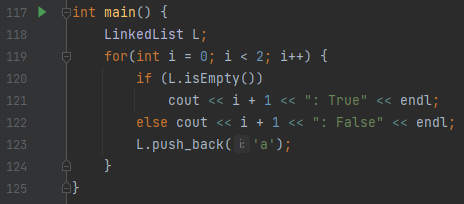 117 int main() {
118 LinkedList L;
119 for(int i = 0; i < 2; i++) {
120 if (L.isEmpty())
121 cout << i + 1 << ": True" << endl;
122 else cout << i + 1 << ": False" << endl;
123 L.push_back( i: 'a');
124 }
125 }